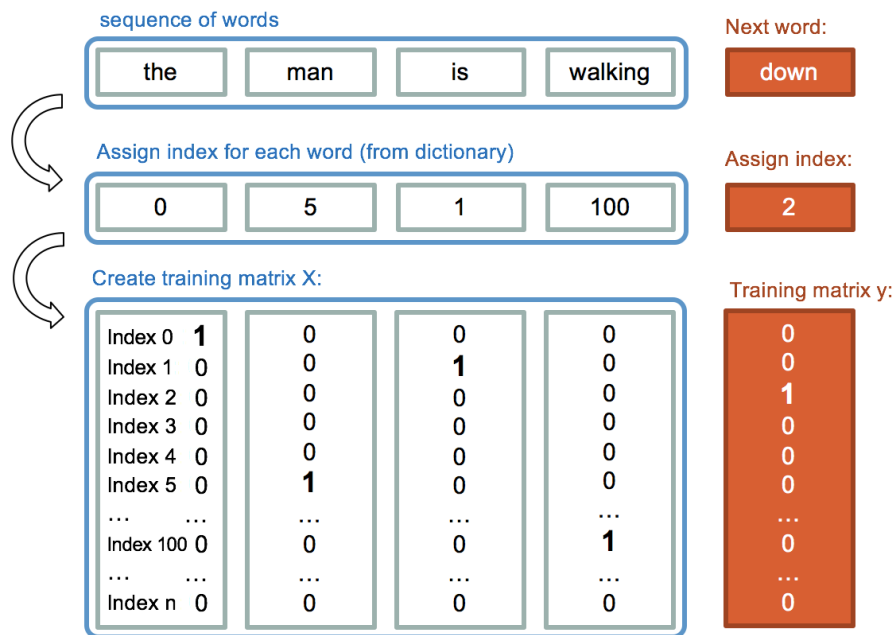 sequence of words
Next word:
the man is walking down
Assign index for each word (from dictionary)
Assign index:
0 5 1 100 2
Create training matrix X:
Training matrix y:
Index 0 1 0 0 0 0
Index 1 0 0 1 0 0
Index 2 0 0 0 0 1
Index 3 0 0 0 0 0
Index 4 0 0 0 0 0
Index 5 0 1 0 0 0
... ... ... ... ... ...
Index 100 0 0 0 1 0
... ... ... ... ... ...
Index n 0 0 0 0 0